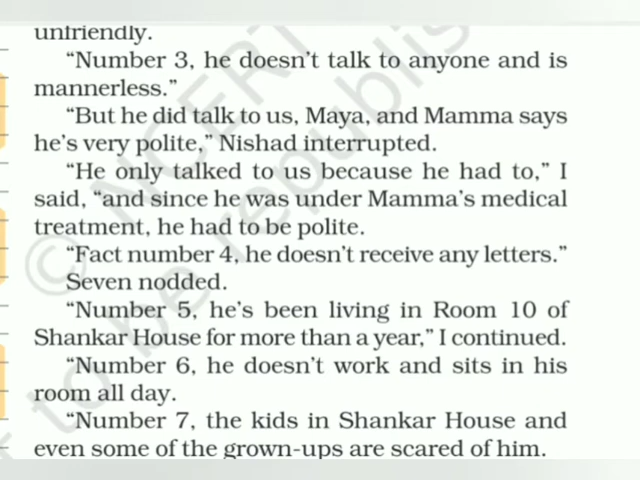 unfriendly.
“Number 3, he doesn’t talk to anyone and is
mannerless.”
“But he did talk to us, Maya, and Mamma says
he’s very polite,” Nishad interrupted.
“He only talked to us because he had to,” I
said, “and since he was under Mamma’s medical
treatment, he had to be polite.
“Fact number 4, he doesn’t receive any letters.”
Seven nodded.
“Number 5, he’s been living in Room 10 of
Shankar House for more than a year,” I continued.
“Number 6, he doesn’t work and sits in his
room all day.
“Number 7, the kids in Shankar House and
even some of the grown-ups are scared of him.
© NCERT
to be republis